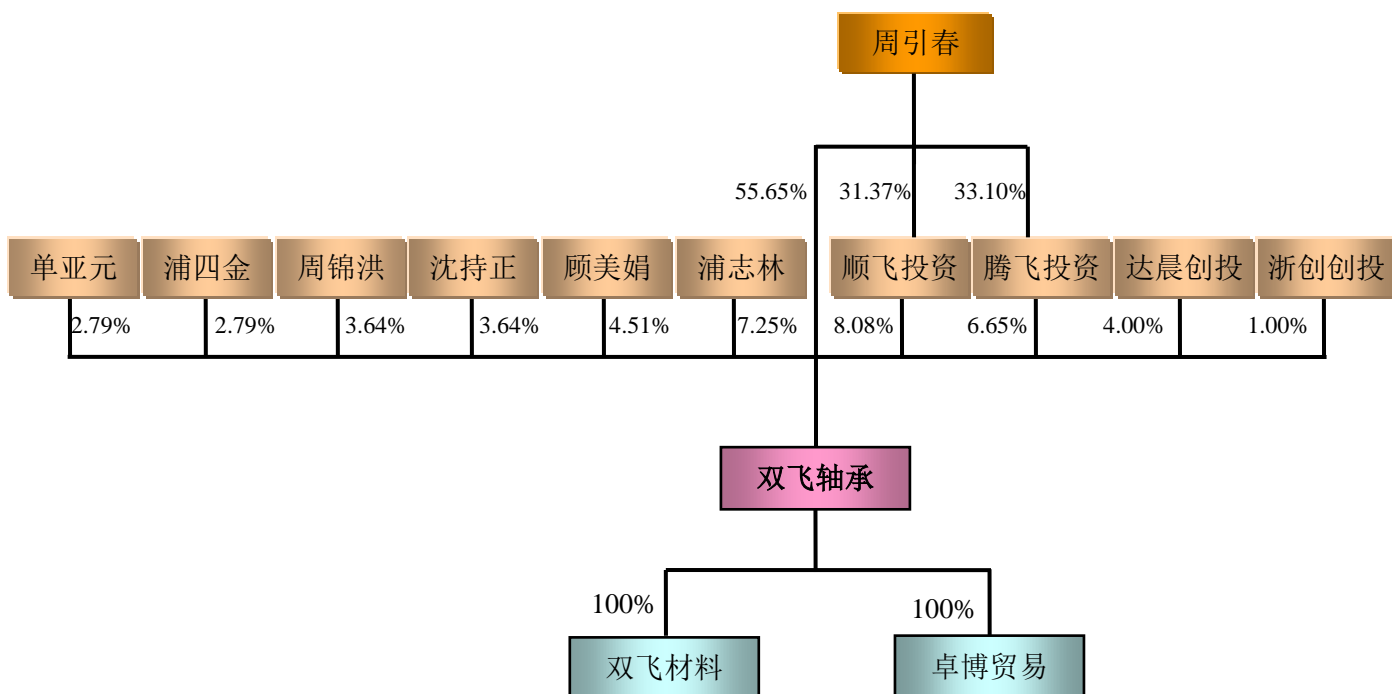 周引春
55.65% 31.37% 33.10%
单亚元 浦四金 周锦洪 沈持正 顾美娟 浦志林 顺飞投资 腾飞投资 达晨创投 浙创创投
2.79% 2.79% 3.64% 3.64% 4.51% 7.25% 8.08% 6.65% 4.00% 1.00%
双飞轴承
100% 100%
双飞材料 卓博贸易